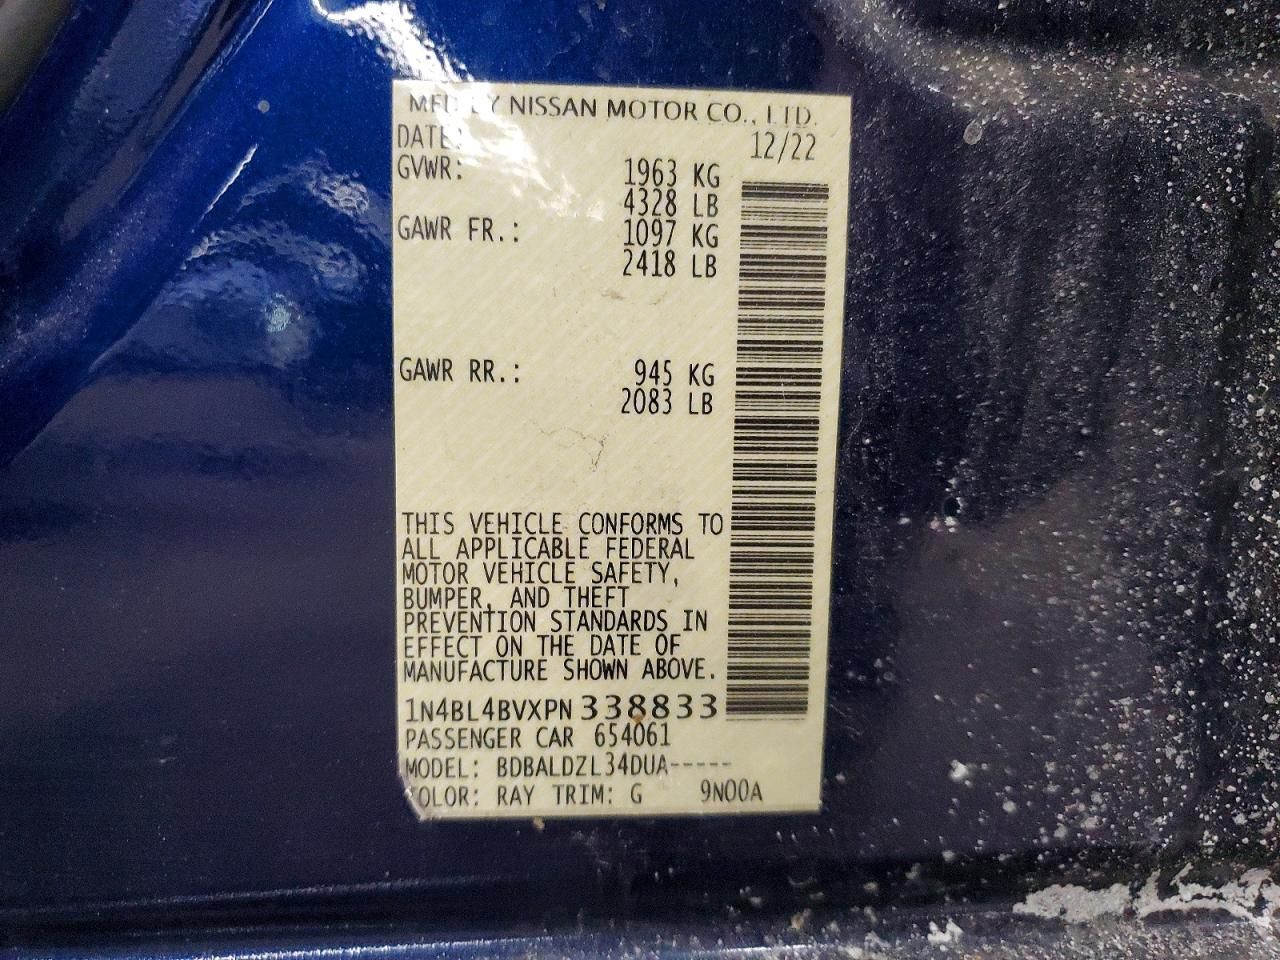 MFD BY NISSAN MOTOR CO., LTD.
DATE: 12/22
GVWR: 1963 KG
4328 LB
GAWR FR.: 1097 KG
2418 LB
GAWR RR.: 945 KG
2083 LB
THIS VEHICLE CONFORMS TO
ALL APPLICABLE FEDERAL
MOTOR VEHICLE SAFETY,
BUMPER, AND THEFT
PREVENTION STANDARDS IN
EFFECT ON THE DATE OF
MANUFACTURE SHOWN ABOVE.
1N4BL4BVXPN338833
PASSENGER CAR 654061
MODEL: BDBALDZL34DUA-----
COLOR: RAY TRIM: G 9N00A